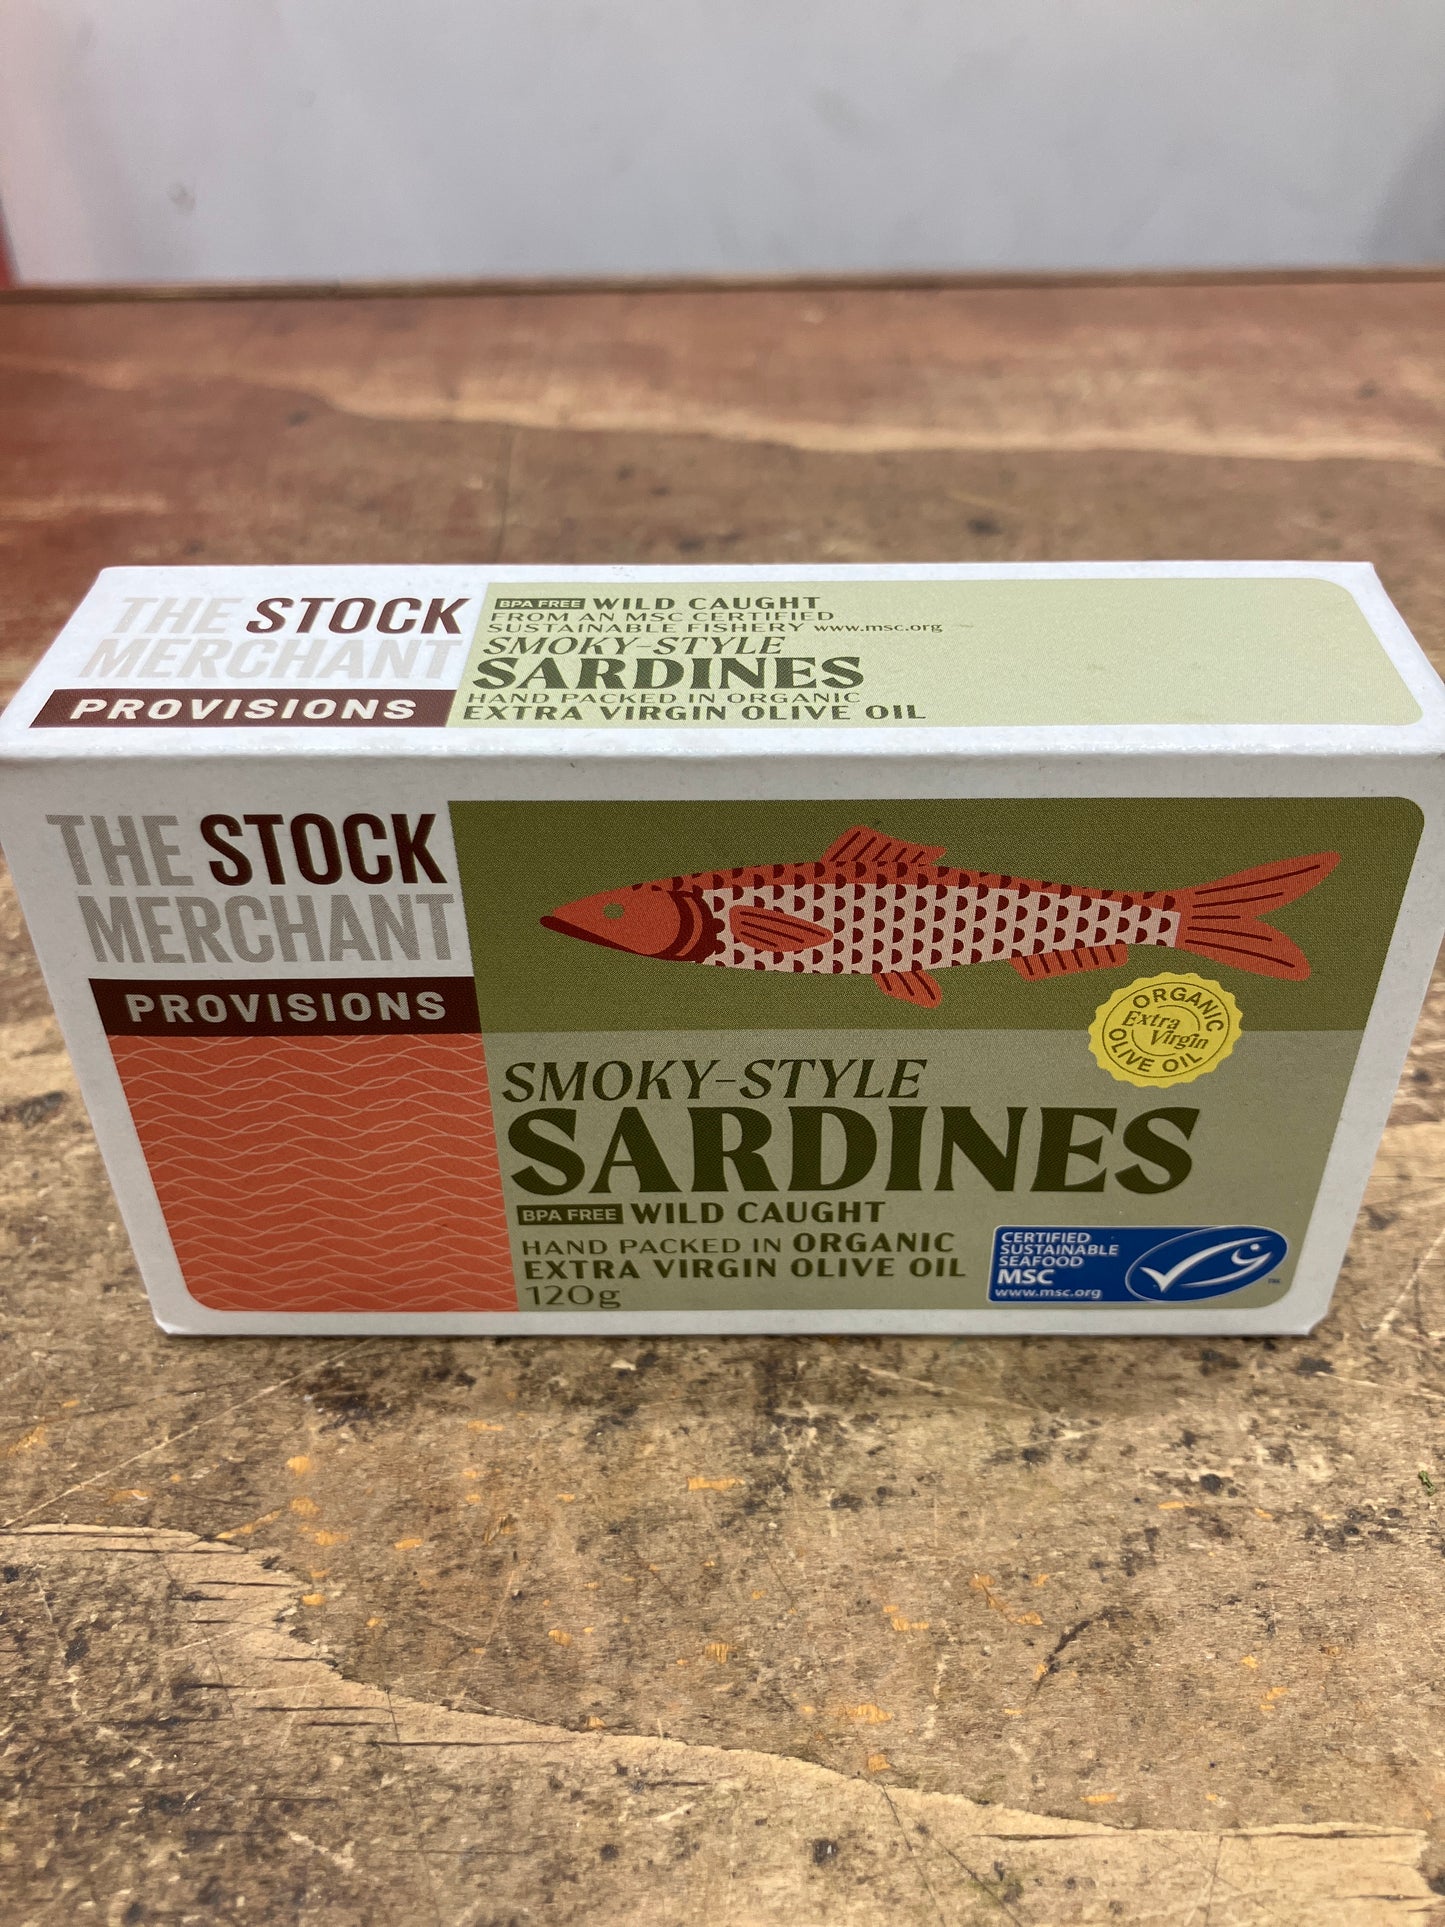 THE STOCK
MERCHANT
PROVISIONS
BPA FREE WILD CAUGHT
FROM AN MSC CERTIFIED
SUSTAINABLE FISHERY www.msc.org
SMOKY-STYLE
SARDINES
HAND PACKED IN ORGANIC
EXTRA VIRGIN OLIVE OIL
THE STOCK
MERCHANT
PROVISIONS
ORGANIC
Extra
Virgin
OLIVE OIL
SMOKY-STYLE
SARDINES
BPA FREE WILD CAUGHT
HAND PACKED IN ORGANIC
EXTRA VIRGIN OLIVE OIL
120g
CERTIFIED
SUSTAINABLE
SEAFOOD
MSC
www.msc.org
TM